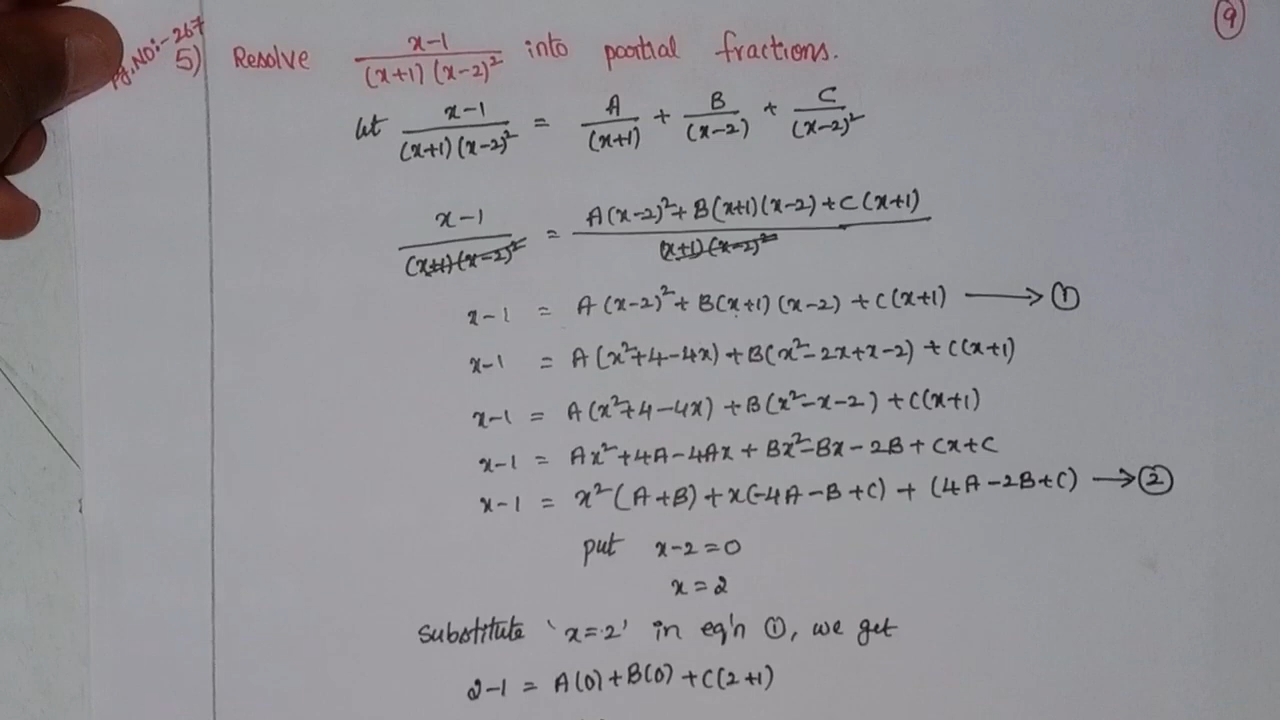 9
Pg.NO:-267
5) Resolve x-1 / (x+1)(x-2)² into partial fractions.
let x-1 / (x+1)(x-2)² = A / (x+1) + B / (x-2) + C / (x-2)²
x-1 / (x+1)(x-2)² = A(x-2)²+B(x+1)(x-2)+C(x+1) / (x+1)(x-2)²
x-1 = A(x-2)²+B(x+1)(x-2)+C(x+1) ⟶ ①
x-1 = A(x²+4-4x)+B(x²-2x+x-2)+C(x+1)
x-1 = A(x²+4-4x)+B(x²-x-2)+C(x+1)
x-1 = Ax²+4A-4Ax+Bx²-Bx-2B+Cx+C
x-1 = x²(A+B)+x(-4A-B+C)+(4A-2B+C) ⟶ ②
put x-2=0
x=2
Substitute 'x=2' in eq'n ①, we get
2-1 = A(0)+B(0)+C(2+1)